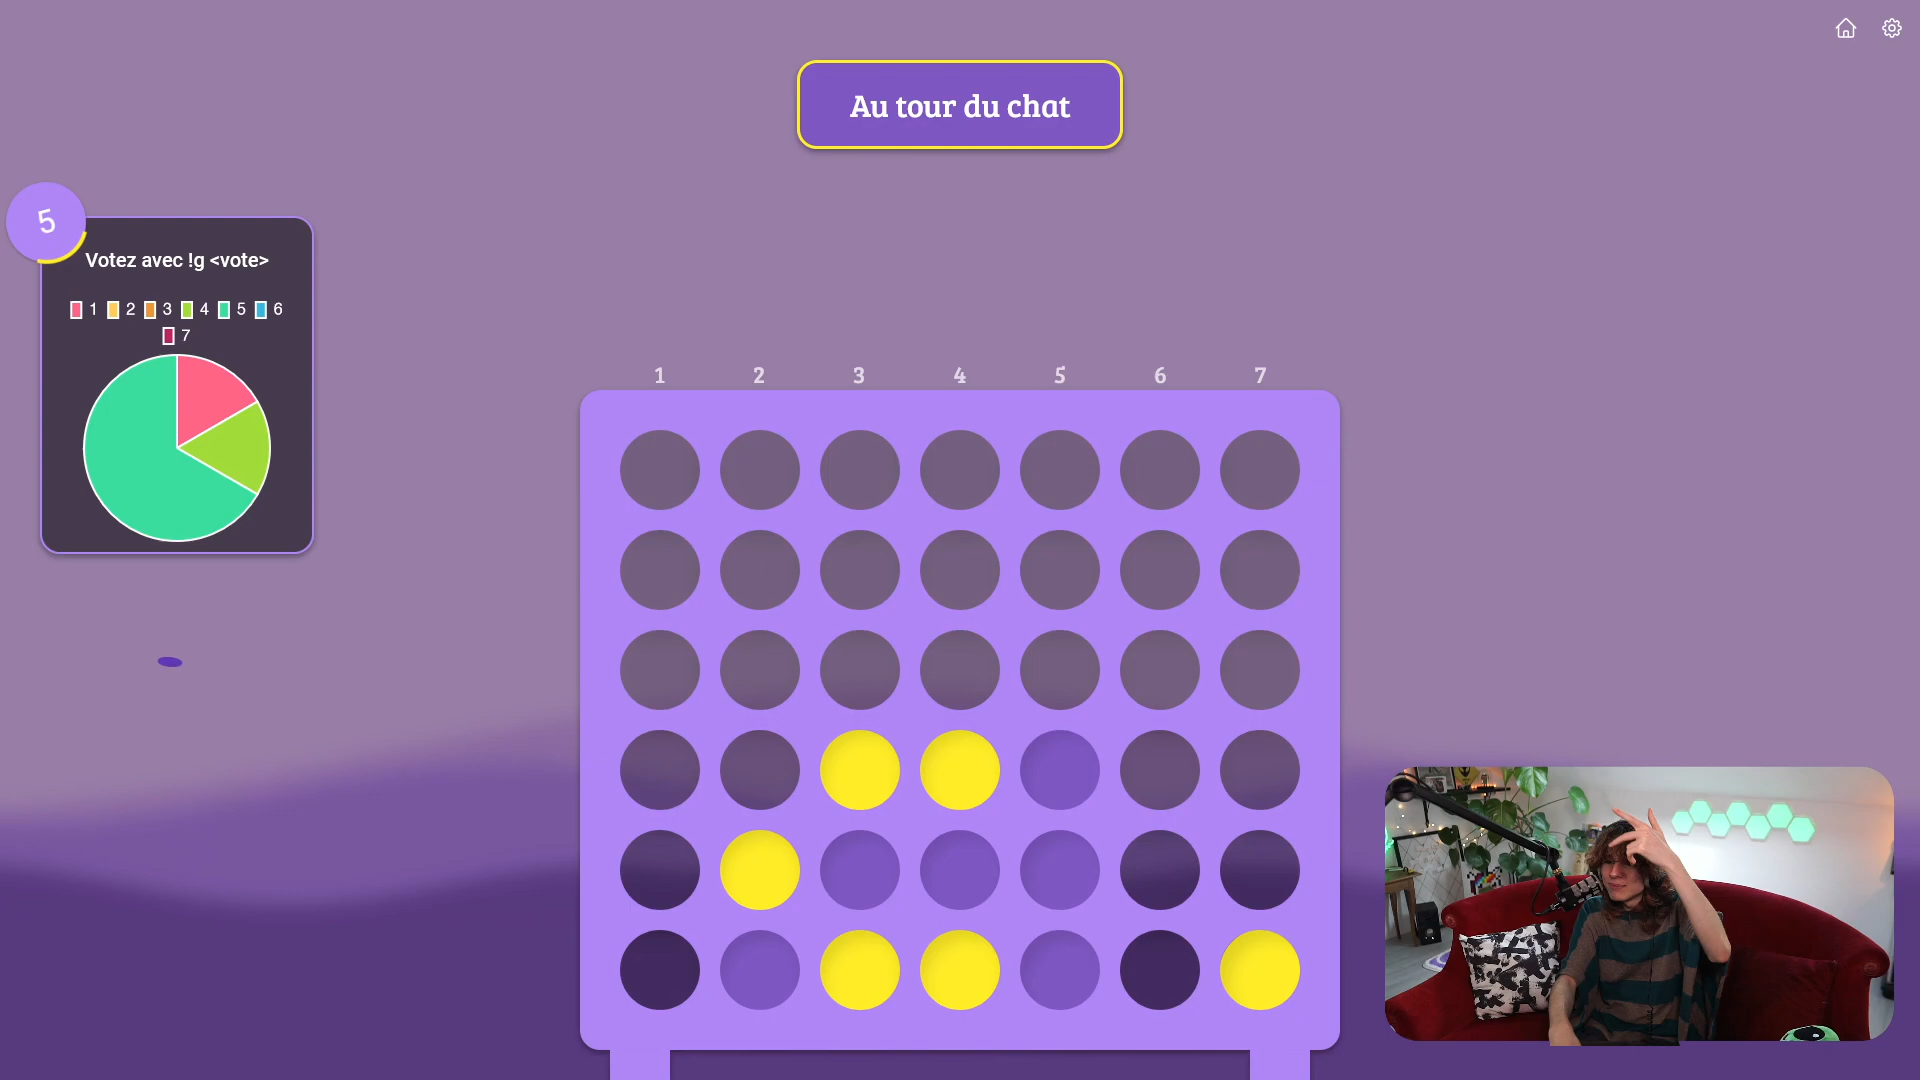 Au tour du chat
5
Votez avec !g <vote>
1 2 3 4 5 6
7
1 2 3 4 5 6 7